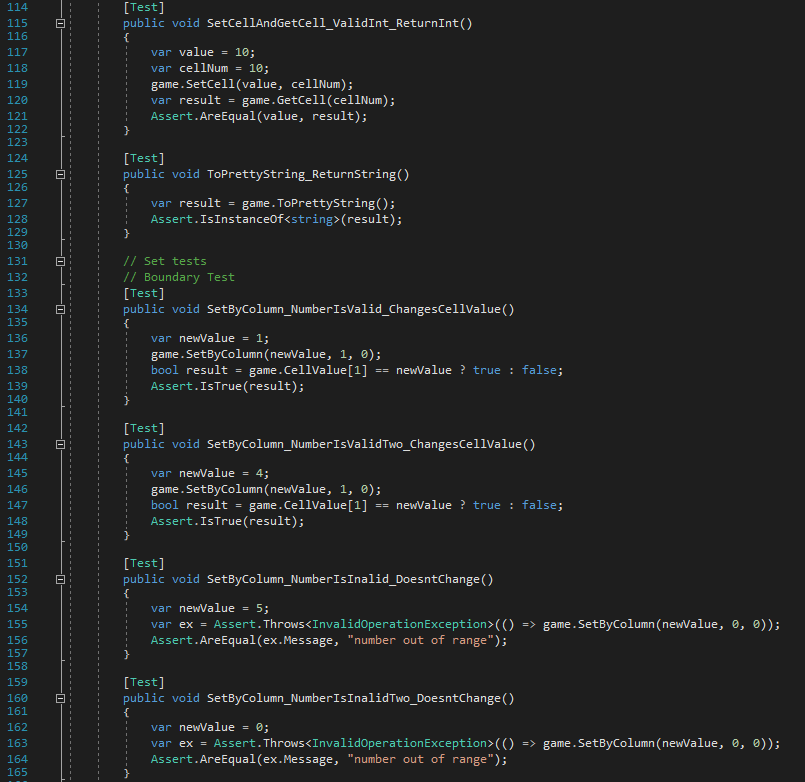 114 [Test]
115 public void SetCellAndGetCell_ValidInt_ReturnInt()
116 {
117 var value = 10;
118 var cellNum = 10;
119 game.SetCell(value, cellNum);
120 var result = game.GetCell(cellNum);
121 Assert.AreEqual(value, result);
122 }
123
124 [Test]
125 public void ToPrettyString_ReturnString()
126 {
127 var result = game.ToPrettyString();
128 Assert.IsInstanceOf<string>(result);
129 }
130
131 // Set tests
132 // Boundary Test
133 [Test]
134 public void SetByColumn_NumberIsValid_ChangesCellValue()
135 {
136 var newValue = 1;
137 game.SetByColumn(newValue, 1, 0);
138 bool result = game.CellValue[1] == newValue ? true : false;
139 Assert.IsTrue(result);
140 }
141
142 [Test]
143 public void SetByColumn_NumberIsValidTwo_ChangesCellValue()
144 {
145 var newValue = 4;
146 game.SetByColumn(newValue, 1, 0);
147 bool result = game.CellValue[1] == newValue ? true : false;
148 Assert.IsTrue(result);
149 }
150
151 [Test]
152 public void SetByColumn_NumberIsInalid_DoesntChange()
153 {
154 var newValue = 5;
155 var ex = Assert.Throws<InvalidOperationException>(() => game.SetByColumn(newValue, 0, 0));
156 Assert.AreEqual(ex.Message, "number out of range");
157 }
158
159 [Test]
160 public void SetByColumn_NumberIsInalidTwo_DoesntChange()
161 {
162 var newValue = 0;
163 var ex = Assert.Throws<InvalidOperationException>(() => game.SetByColumn(newValue, 0, 0));
164 Assert.AreEqual(ex.Message, "number out of range");
165 }